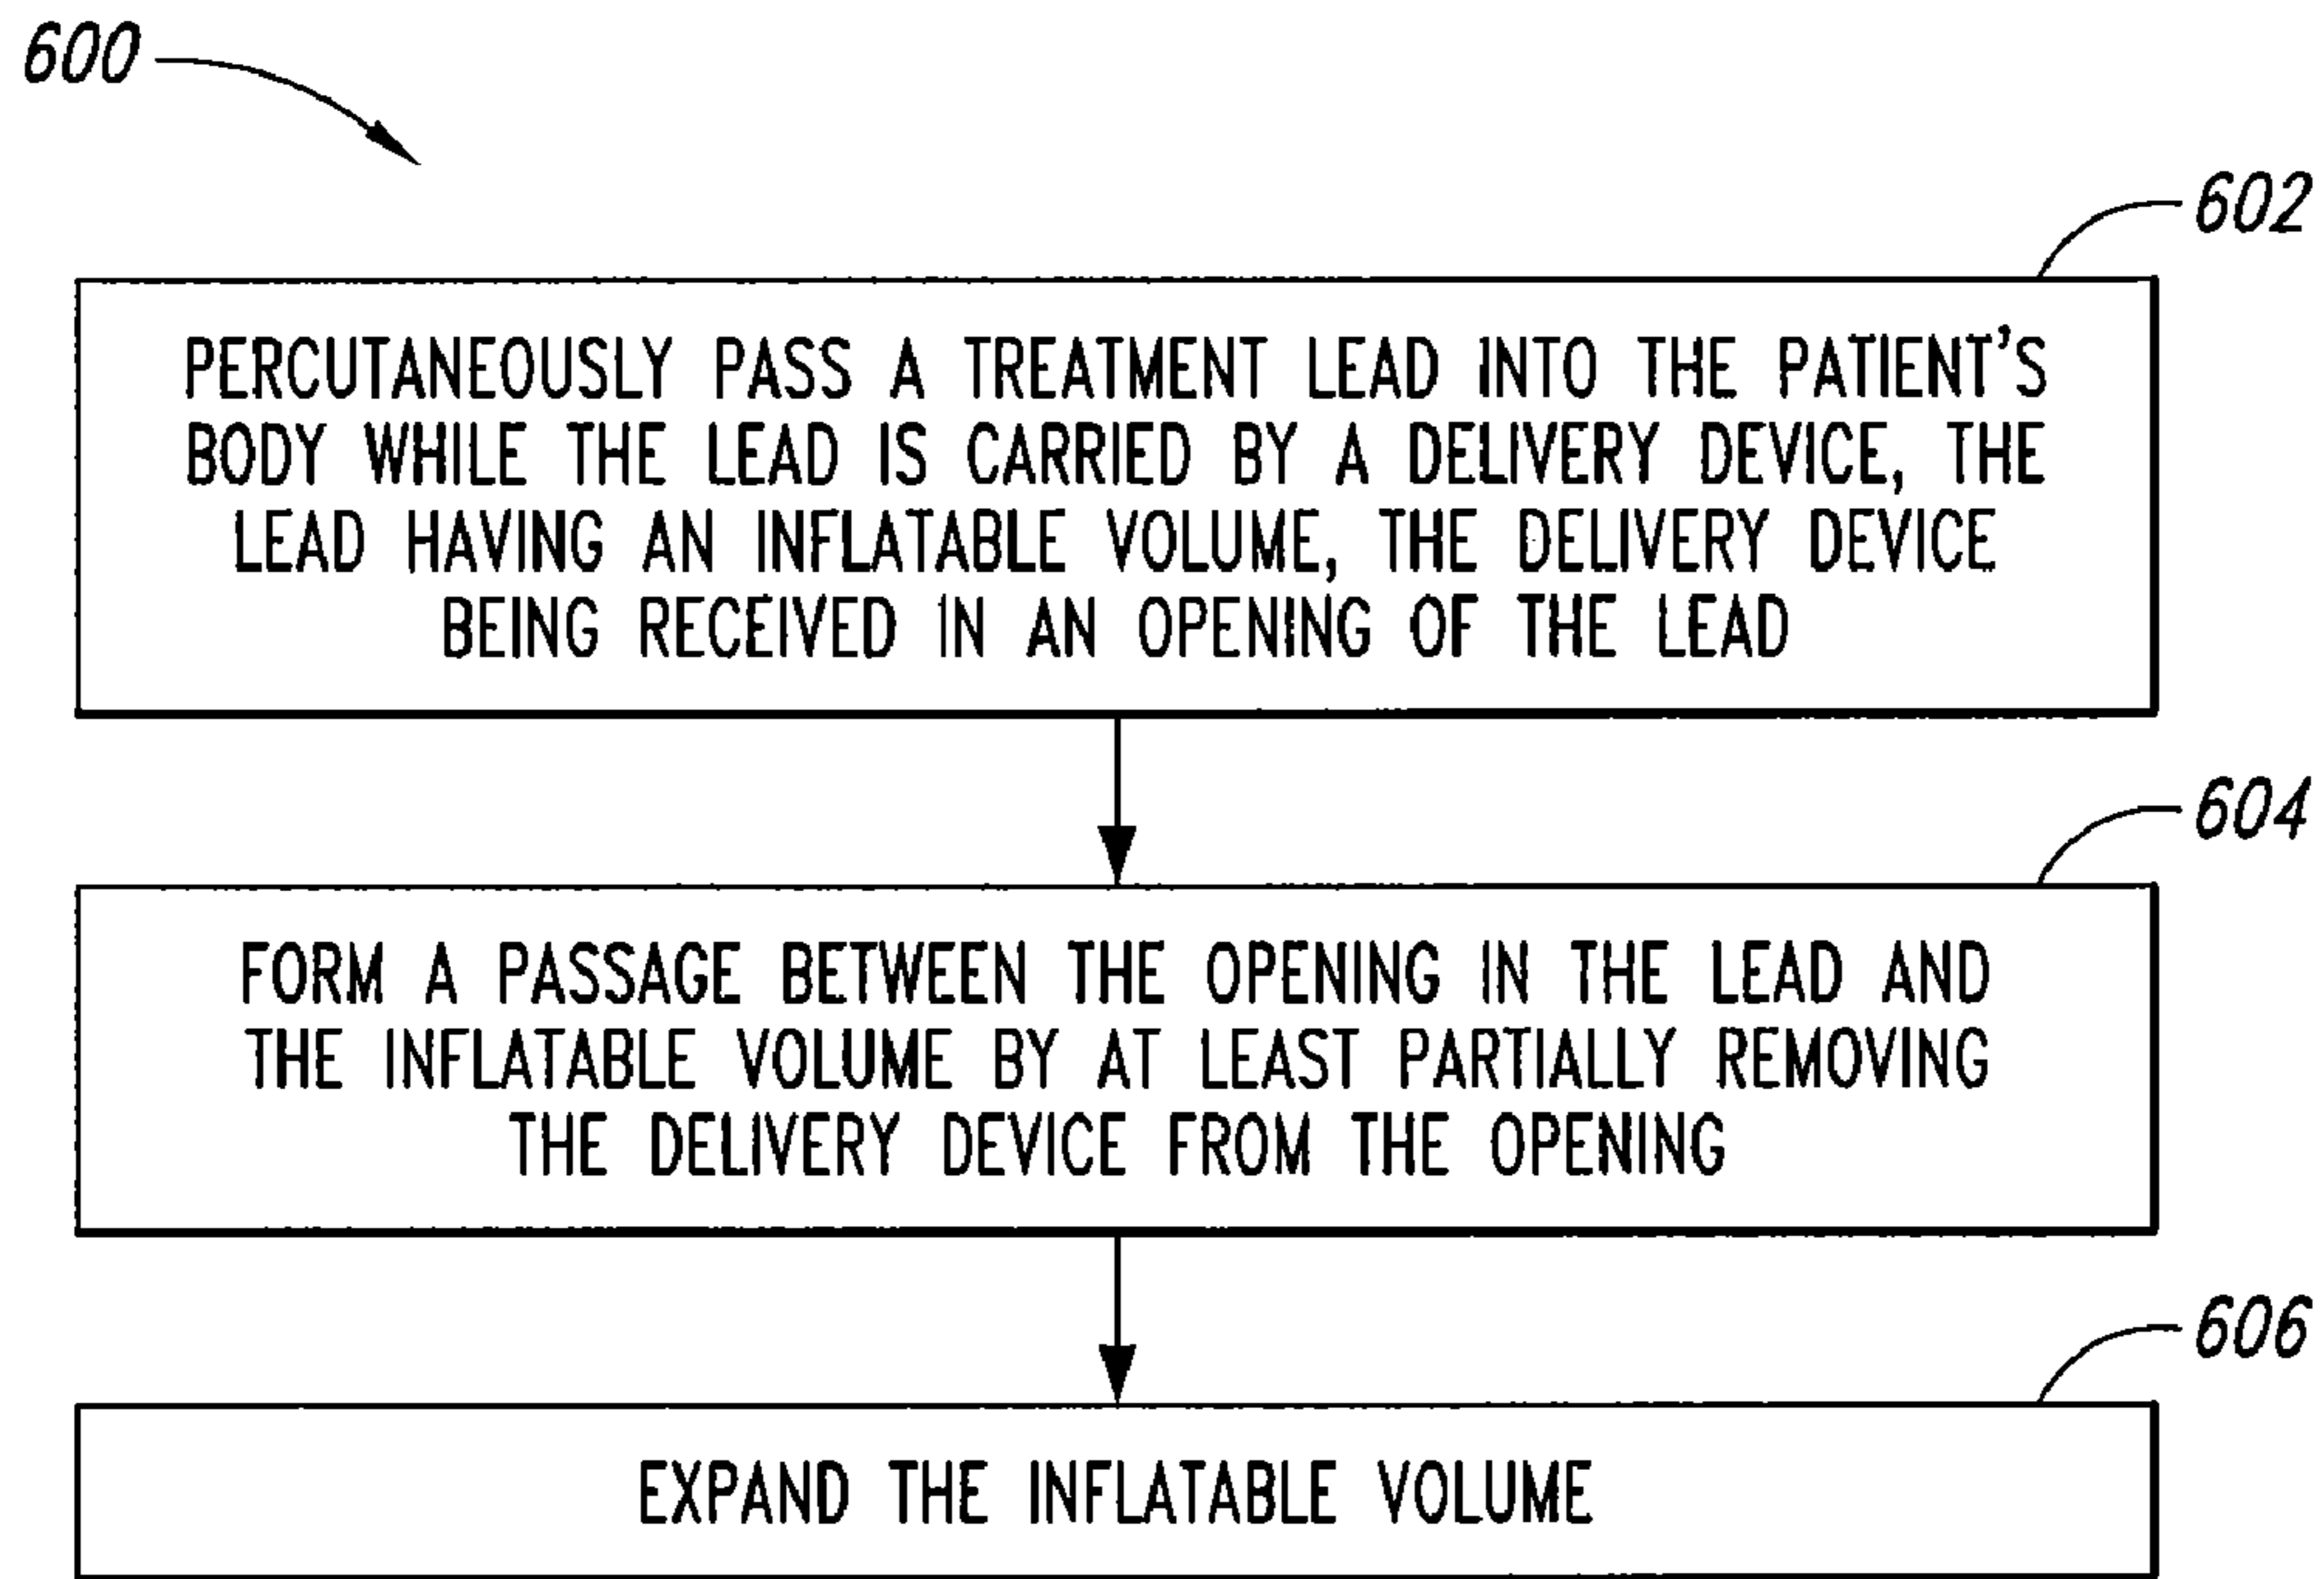 600
602
PERCUTANEOUSLY PASS A TREATMENT LEAD INTO THE PATIENT'S
BODY WHILE THE LEAD IS CARRIED BY A DELIVERY DEVICE, THE
LEAD HAVING AN INFLATABLE VOLUME, THE DELIVERY DEVICE
BEING RECEIVED IN AN OPENING OF THE LEAD
604
FORM A PASSAGE BETWEEN THE OPENING IN THE LEAD AND
THE INFLATABLE VOLUME BY AT LEAST PARTIALLY REMOVING
THE DELIVERY DEVICE FROM THE OPENING
606
EXPAND THE INFLATABLE VOLUME